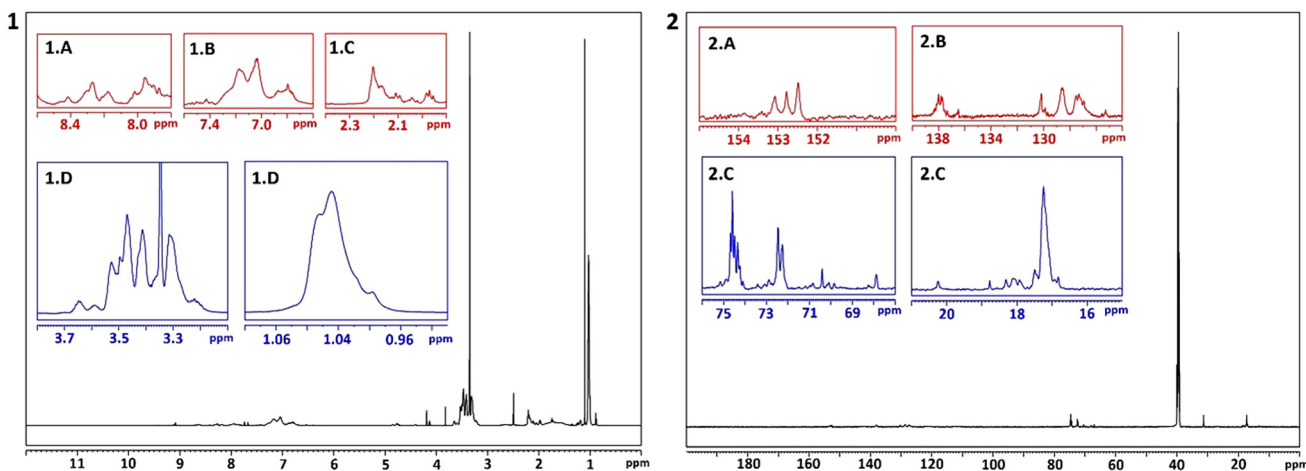 1
1.A
8.4 8.0 ppm
1.B
7.4 7.0 ppm
1.C
2.3 2.1 ppm
1.D
3.7 3.5 3.3 ppm
1.D
1.06 1.04 0.96 ppm
11 10 9 8 7 6 5 4 3 2 1 ppm
2
2.A
154 153 152 ppm
2.B
138 134 130 ppm
2.C
75 73 71 69 ppm
2.C
20 18 16 ppm
180 160 140 120 100 80 60 40 20 ppm